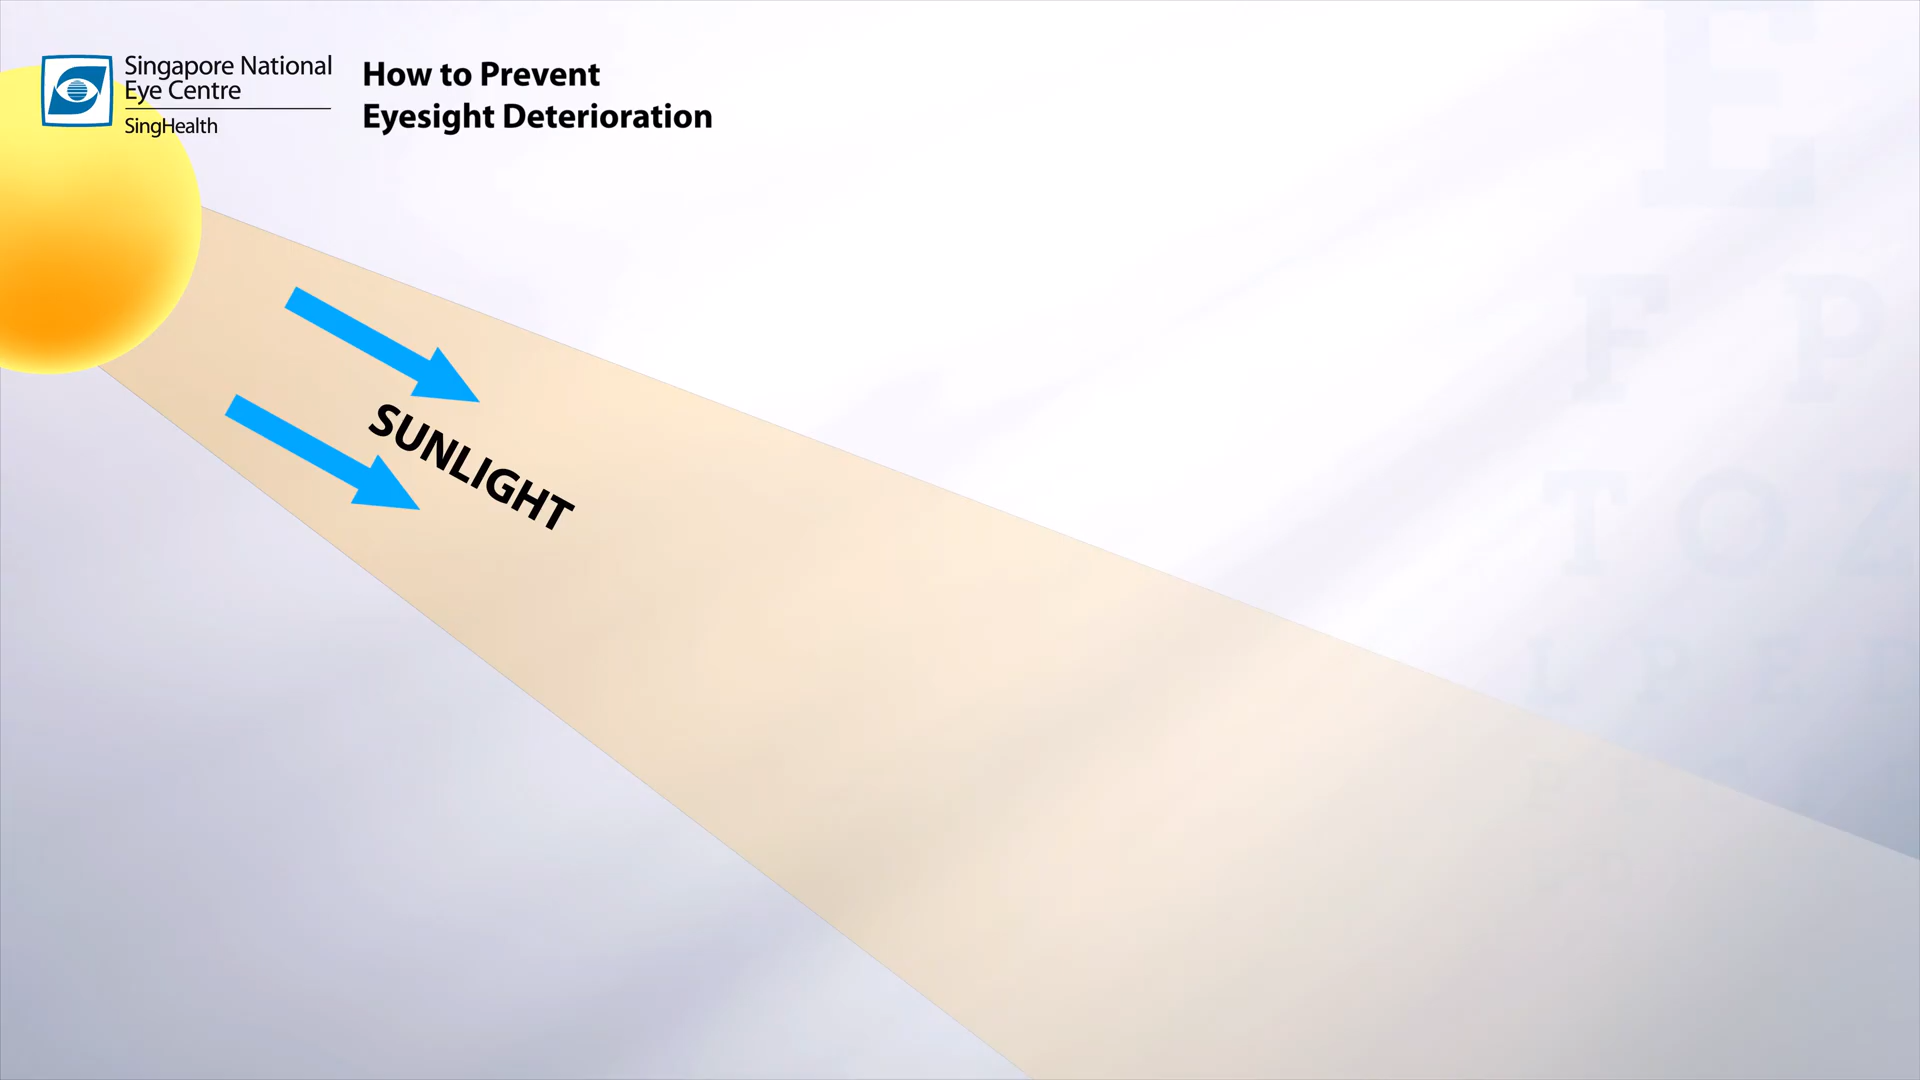 Singapore National
Eye Centre
SingHealth
How to Prevent
Eyesight Deterioration
SUNLIGHT
E
F P
T O Z
L P E D